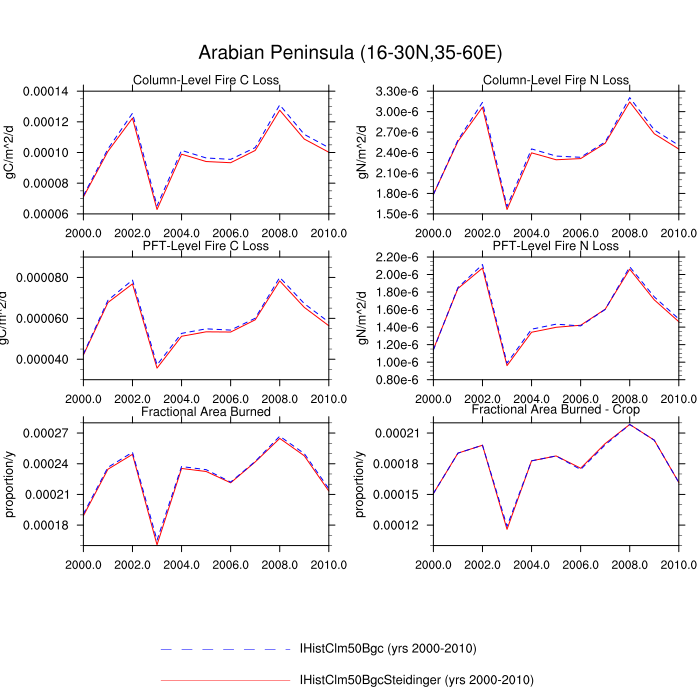 Arabian Peninsula (16-30N,35-60E)
Column-Level Fire C Loss
gC/m^2/d
0.00014
0.00012
0.00010
0.00008
0.00006
2000.0 2002.0 2004.0 2006.0 2008.0 2010.0
Column-Level Fire N Loss
gN/m^2/d
3.30e-6
3.00e-6
2.70e-6
2.40e-6
2.10e-6
1.80e-6
1.50e-6
2000.0 2002.0 2004.0 2006.0 2008.0 2010.0
PFT-Level Fire C Loss
gC/m^2/d
0.000080
0.000060
0.000040
2000.0 2002.0 2004.0 2006.0 2008.0 2010.0
PFT-Level Fire N Loss
gN/m^2/d
2.20e-6
2.00e-6
1.80e-6
1.60e-6
1.40e-6
1.20e-6
1.00e-6
0.80e-6
2000.0 2002.0 2004.0 2006.0 2008.0 2010.0
Fractional Area Burned
proportion/y
0.00027
0.00024
0.00021
0.00018
2000.0 2002.0 2004.0 2006.0 2008.0 2010.0
Fractional Area Burned - Crop
proportion/y
0.00021
0.00018
0.00015
0.00012
2000.0 2002.0 2004.0 2006.0 2008.0 2010.0
IHistClm50Bgc (yrs 2000-2010)
IHistClm50BgcSteidinger (yrs 2000-2010)